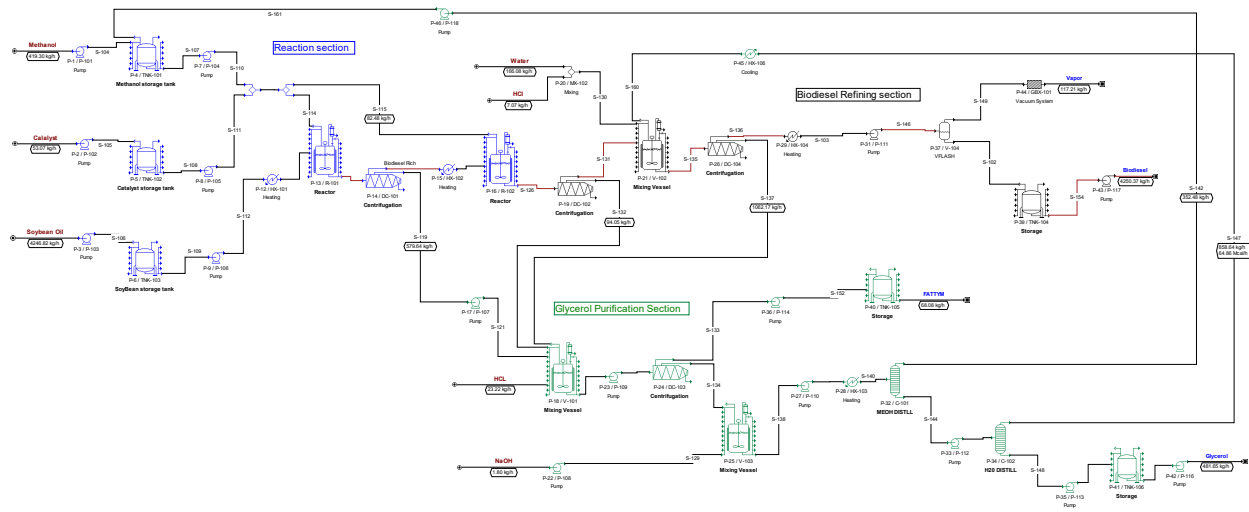 S-161
P-46 / P-118
Pump
Methanol
419.30 kg/h
S-104
P-1 / P-101
Pump
P-4 / TNK-101
Methanol storage tank
S-107
P-7 / P-104
Pump
S-110
Reaction section
Catalyst
53.07 kg/h
S-105
P-2 / P-102
Pump
P-5 / TNK-102
Catalyst storage tank
P-8 / P-105
Pump
S-111
Soybean Oil
4246.82 kg/h
P-3 / P-103
Pump
P-6 / TNK-103
SoyBean storage tank
S-109
P-9 / P-106
Pump
S-112
P-12 / HX-101
Heating
S-114
S-115
82.48 kg/h
P-13 / R-101
Reactor
Biodiesel Rich
P-14 / DC-101
Centrifugation
P-15 / HX-102
Heating
P-16 / R-102
Reactor
S-126
P-19 / DC-102
Centrifugation
S-131
S-132
94.05 kg/h
S-119
579.64 kg/h
Water
HCl
7.07 kg/h
P-20 / MX-102
Mixing
S-130
S-160
P-45 / HX-106
Cooling
P-21 / V-102
Mixing Vessel
S-135
S-136
P-26 / DC-104
Centrifugation
S-137
1062.17 kg/h
Biodiesel Refining section
P-29 / HX-104
Heating
S-103
P-31 / P-111
Pump
S-146
P-37 / V-104
V/FLASH
S-149
P-44 / GBX-101
Vacuum System
Vapor
117.21 kg/h
S-102
P-38 / TNK-104
Storage
S-154
P-43 / P-117
Pump
Biodiesel
4250.37 kg/h
S-142
352.48 kg/h
S-147
858.64 kg/h
64.86 Mcal/h
P-17 / P-107
Pump
S-121
Glycerol Purification Section
HCL
23.22 kg/h
P-18 / V-101
Mixing Vessel
P-23 / P-109
Pump
P-24 / DC-103
Centrifugation
S-133
S-134
P-36 / P-114
Pump
S-152
P-40 / TNK-105
Storage
FATTYM
68.08 kg/h
NaOH
1.80 kg/h
P-22 / P-108
Pump
S-129
P-25 / V-103
Mixing Vessel
S-138
P-27 / P-110
Pump
P-28 / HX-103
Heating
S-140
P-32 / C-101
MEOH DISTLL
S-144
P-33 / P-112
Pump
P-34 / C-102
H20 DISTILL
S-148
P-35 / P-113
Pump
P-41 / TNK-106
Storage
P-42 / P-116
Pump
Glycerol
481.65 kg/h